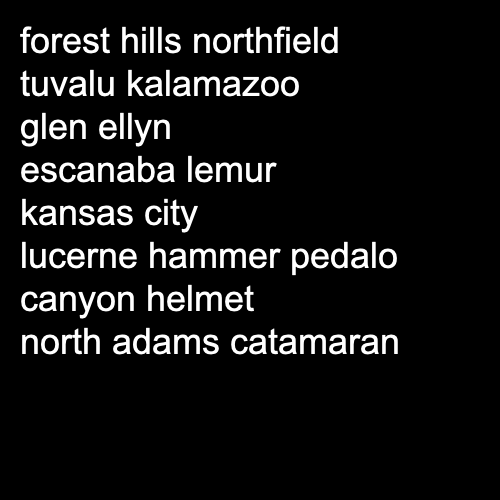 forest hills northfield
tuvalu kalamazoo
glen ellyn
escanaba lemur
kansas city
lucerne hammer pedalo
canyon helmet
north adams catamaran